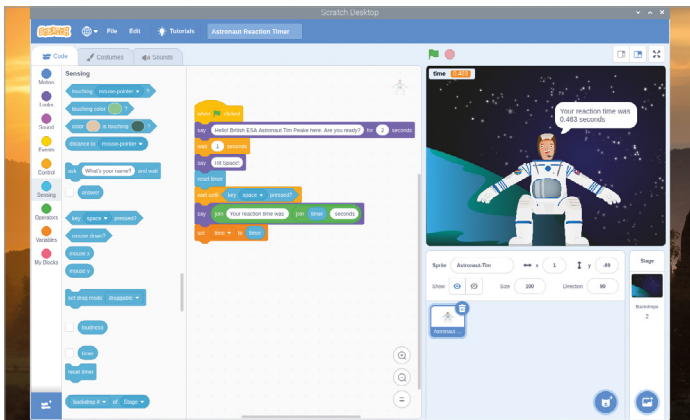 Scratch Desktop
SCRATCH File Edit Tutorials Astronaut Reaction Timer
Code Costumes Sounds
Motion
Looks
Sound
Events
Control
Sensing
Operators
Variables
My Blocks
Sensing
touching mouse-pointer ?
touching color ?
color is touching ?
distance to mouse-pointer
ask What's your name? and wait
answer
key space pressed?
mouse down?
mouse x
mouse y
set drag mode draggable
loudness
timer
reset timer
backdrop # of Stage
when clicked
say Hello! British ESA Astronaut Tim Peake here. Are you ready? for 2 seconds
wait 1 seconds
say Hit Space!
reset timer
wait until key space pressed?
say join Your reaction time was join timer seconds
set time to timer
time 0.463
Your reaction time was
0.463 seconds
Sprite Astronaut-Tim x 1 y -89
Show Size 100 Direction 90
Astronaut ...
Stage
Backdrops
2